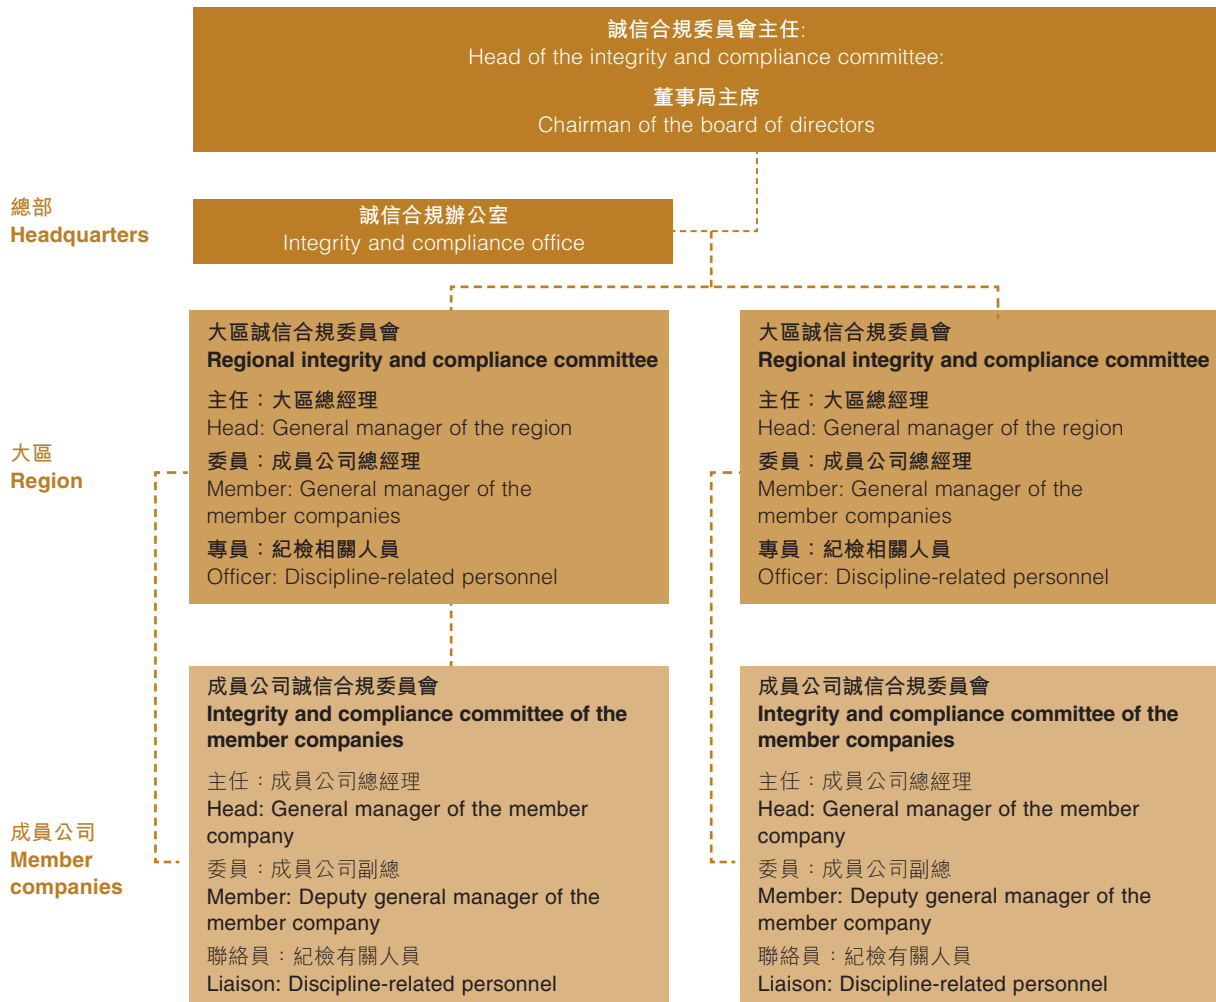 誠信合規委員會主任:
Head of the integrity and compliance committee:
董事局主席
Chairman of the board of directors
總部
Headquarters
誠信合規辦公室
Integrity and compliance office
大區
Region
大區誠信合規委員會
Regional integrity and compliance committee
主任：大區總經理
Head: General manager of the region
委員：成員公司總經理
Member: General manager of the
member companies
專員：紀檢相關人員
Officer: Discipline-related personnel
大區誠信合規委員會
Regional integrity and compliance committee
主任：大區總經理
Head: General manager of the region
委員：成員公司總經理
Member: General manager of the
member companies
專員：紀檢相關人員
Officer: Discipline-related personnel
成員公司
Member
companies
成員公司誠信合規委員會
Integrity and compliance committee of the
member companies
主任：成員公司總經理
Head: General manager of the member
company
委員：成員公司副總
Member: Deputy general manager of the
member company
聯絡員：紀檢有關人員
Liaison: Discipline-related personnel
成員公司誠信合規委員會
Integrity and compliance committee of the
member companies
主任：成員公司總經理
Head: General manager of the member
company
委員：成員公司副總
Member: Deputy general manager of the
member company
聯絡員：紀檢有關人員
Liaison: Discipline-related personnel